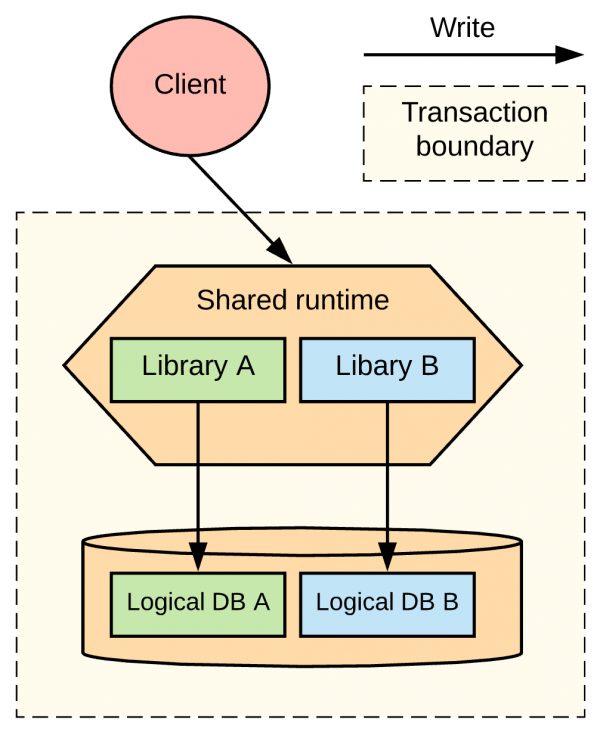 Write
Client
Transaction
boundary
Shared runtime
Library A
Libary B
Logical DB A
Logical DB B